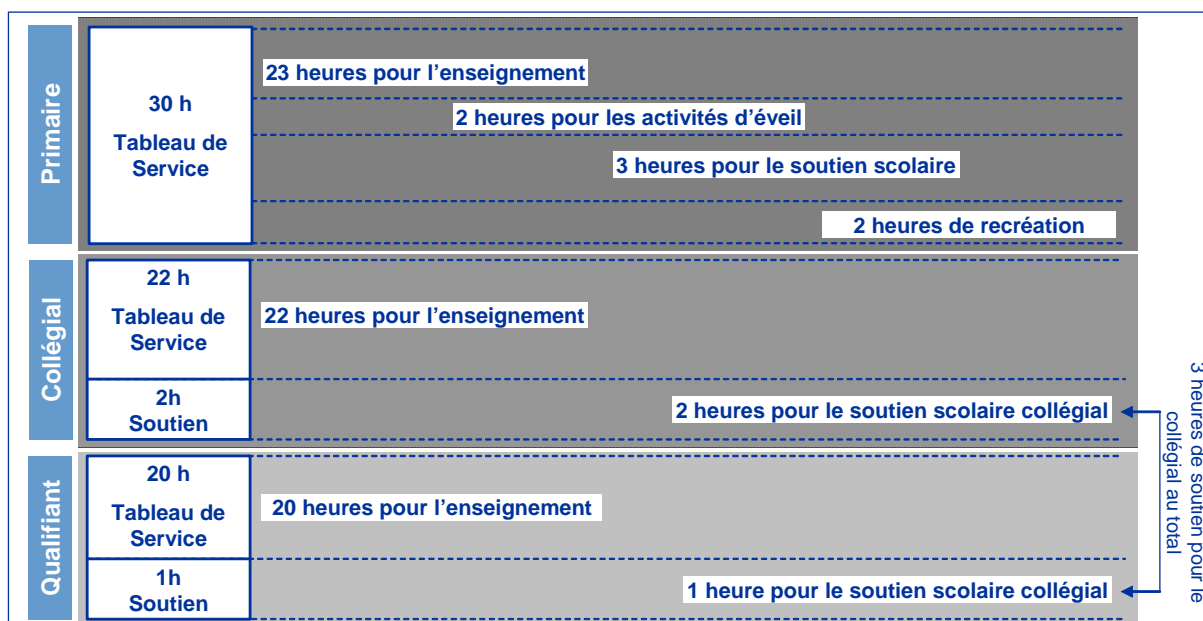 Primaire
30 h
Tableau de
Service
23 heures pour l’enseignement
2 heures pour les activités d’éveil
3 heures pour le soutien scolaire
2 heures de recréation
Collégial
22 h
Tableau de
Service
22 heures pour l’enseignement
2h
Soutien
2 heures pour le soutien scolaire collégial
Qualifiant
20 h
Tableau de
Service
20 heures pour l’enseignement
1h
Soutien
1 heure pour le soutien scolaire collégial
3 heures de soutien pour le
collégial au total